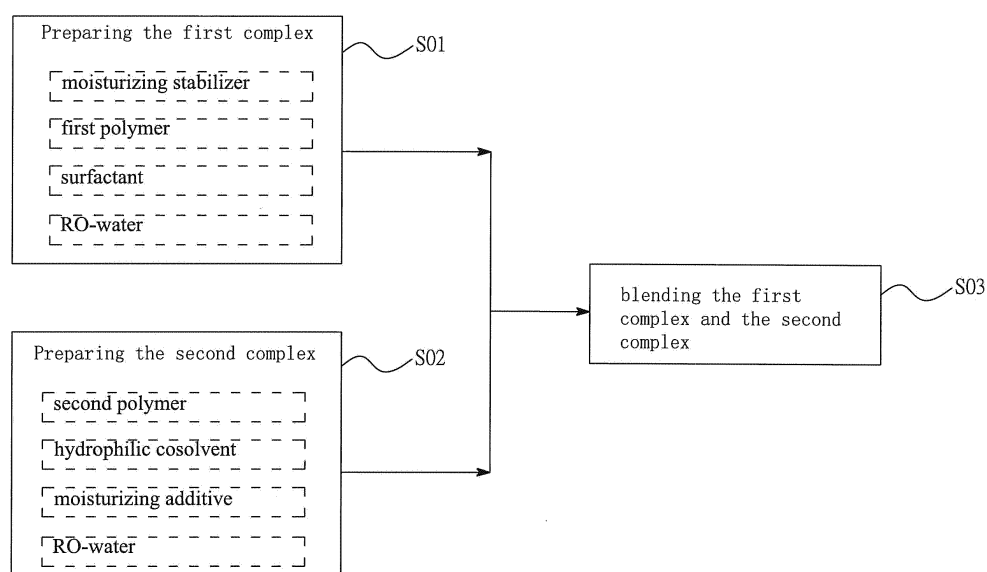 Preparing the first complex
S01
moisturizing stabilizer
first polymer
surfactant
RO-water
Preparing the second complex
S02
second polymer
hydrophilic cosolvent
moisturizing additive
RO-water
blending the first
complex and the second
complex
S03